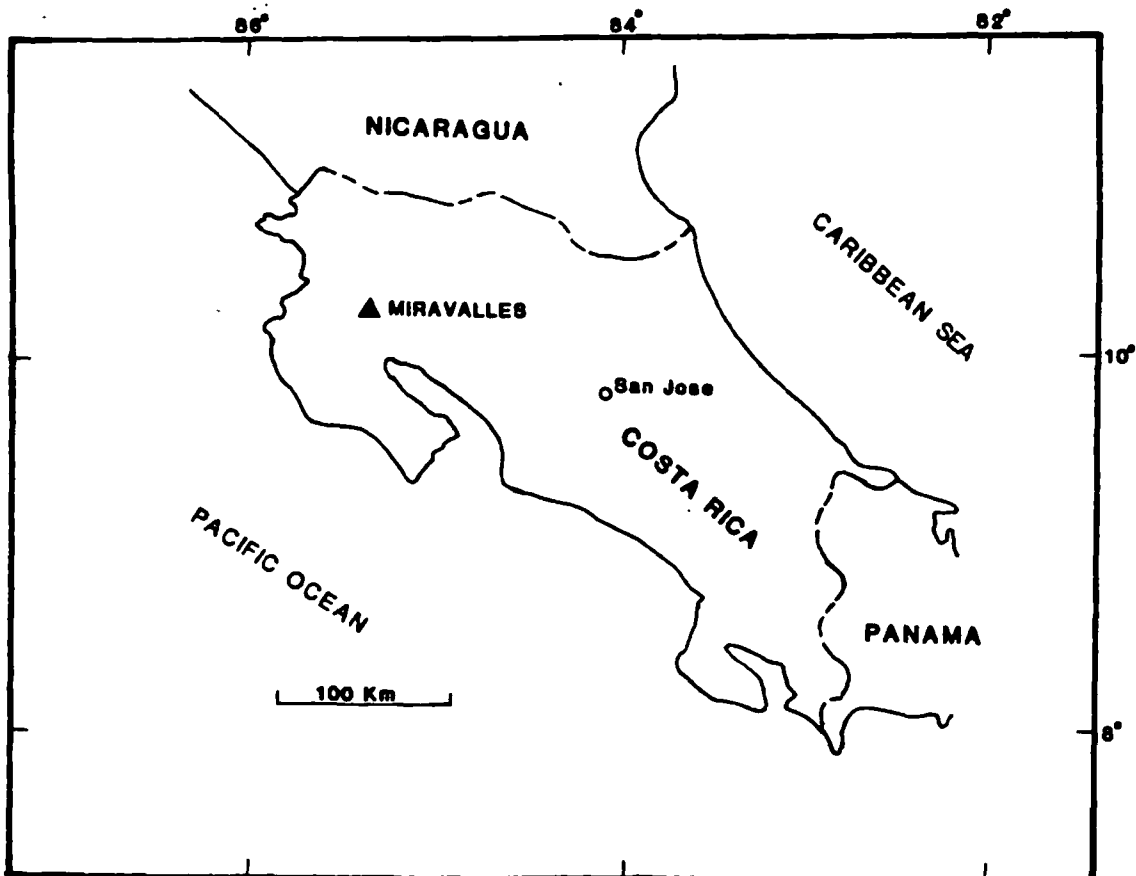 86°
84°
82°
NICARAGUA
CARIBBEAN SEA
▲ MIRAVALLES
10°
San Jose
COSTA RICA
PACIFIC OCEAN
PANAMA
100 Km
8°